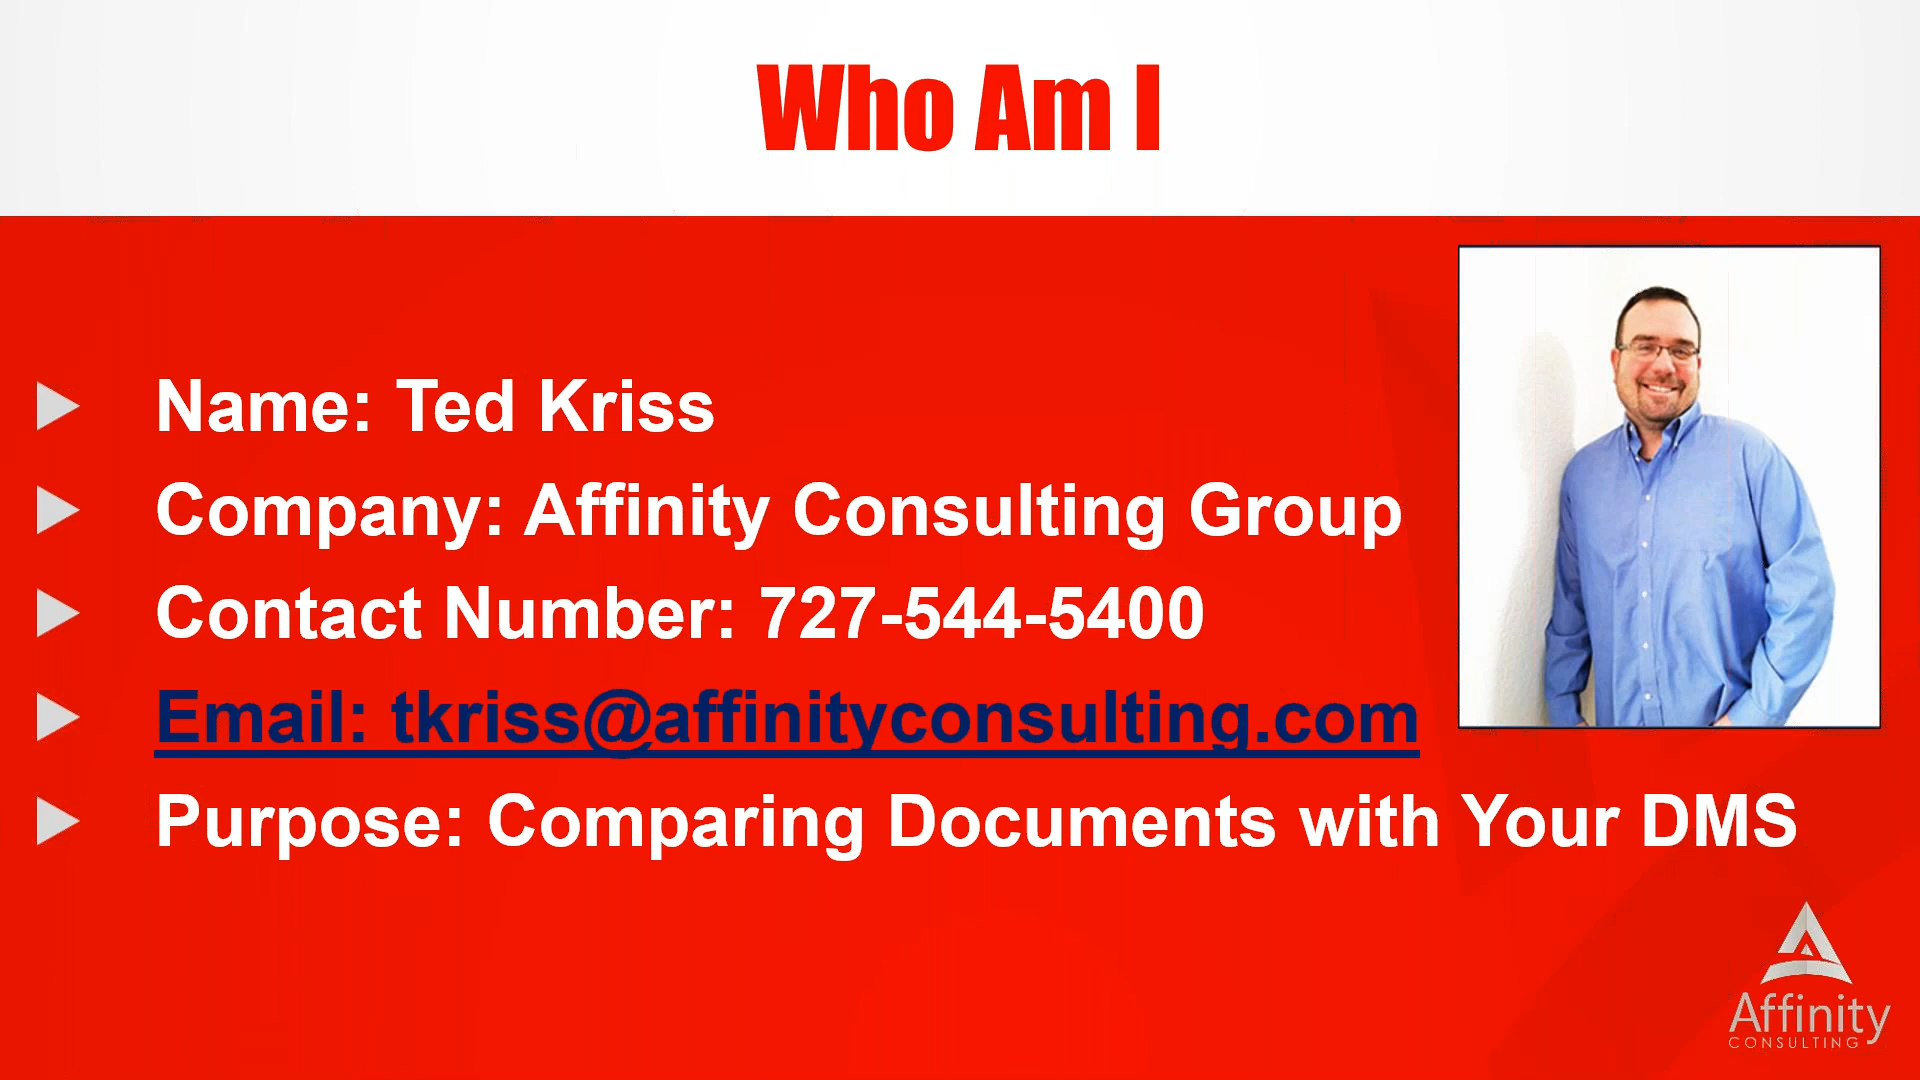 Who Am I
Name: Ted Kriss
Company: Affinity Consulting Group
Contact Number: 727-544-5400
Email: tkriss@affinityconsulting.com
Purpose: Comparing Documents with Your DMS
Affinity
CONSULTING